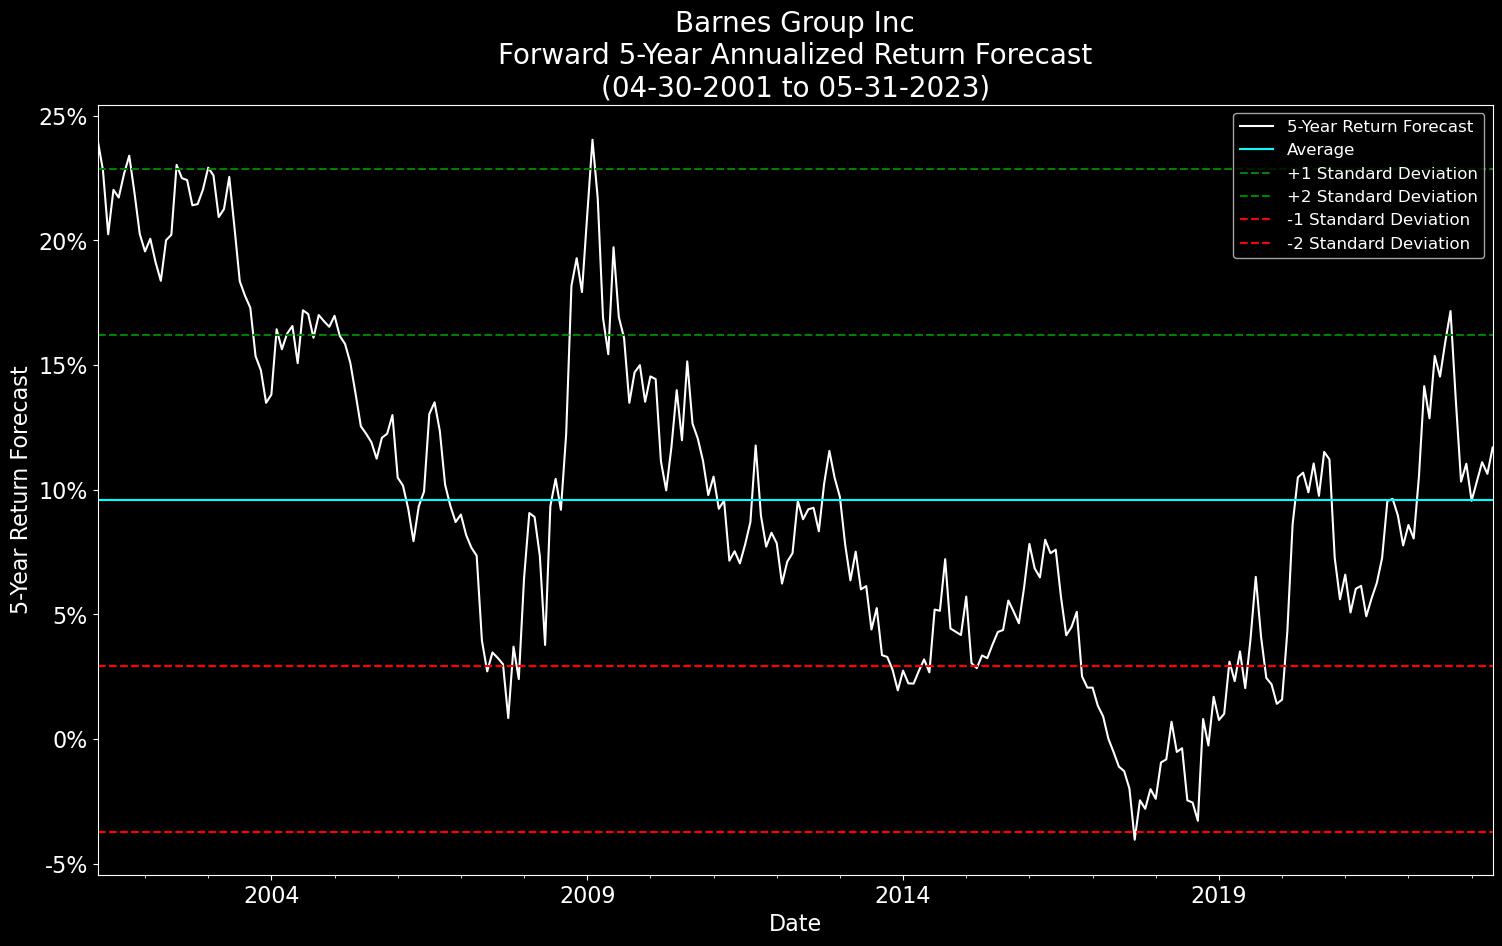 Barnes Group Inc
Forward 5-Year Annualized Return Forecast
(04-30-2001 to 05-31-2023)
25%
20%
15%
10%
5%
0%
-5%
5-Year Return Forecast
5-Year Return Forecast
Average
+1 Standard Deviation
+2 Standard Deviation
-1 Standard Deviation
-2 Standard Deviation
2004 2009 2014 2019
Date